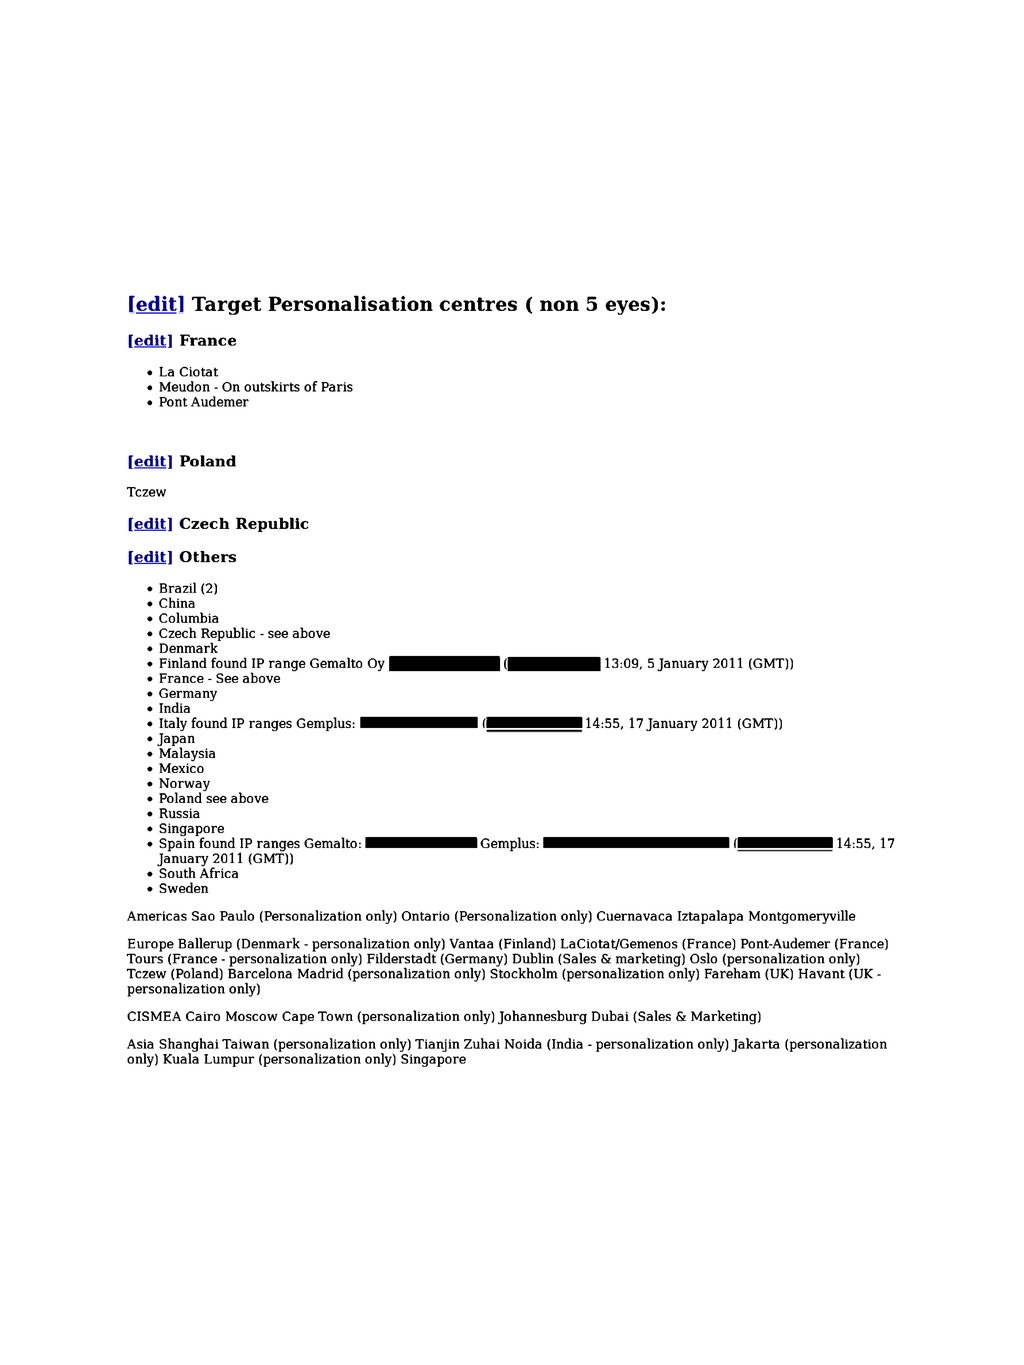 [edit] Target Personalisation centres ( non 5 eyes):
[edit] France
• La Ciotat
• Meudon - On outskirts of Paris
• Pont Audemer
[edit] Poland
Tczew
[edit] Czech Republic
[edit] Others
• Brazil (2)
• China
• Columbia
• Czech Republic - see above
• Denmark
• Finland found IP range Gemalto Oy ( 13:09, 5 January 2011 (GMT))
• France - See above
• Germany
• India
• Italy found IP ranges Gemplus: ( 14:55, 17 January 2011 (GMT))
• Japan
• Malaysia
• Mexico
• Norway
• Poland see above
• Russia
• Singapore
• Spain found IP ranges Gemalto: Gemplus: ( 14:55, 17
January 2011 (GMT))
• South Africa
• Sweden
Americas Sao Paulo (Personalization only) Ontario (Personalization only) Cuernavaca Iztapalapa Montgomeryville
Europe Ballerup (Denmark - personalization only) Vantaa (Finland) LaCiotat/Gemenos (France) Pont-Audemer (France)
Tours (France - personalization only) Filderstadt (Germany) Dublin (Sales & marketing) Oslo (personalization only)
Tczew (Poland) Barcelona Madrid (personalization only) Stockholm (personalization only) Fareham (UK) Havant (UK -
personalization only)
CISMEA Cairo Moscow Cape Town (personalization only) Johannesburg Dubai (Sales & Marketing)
Asia Shanghai Taiwan (personalization only) Tianjin Zuhai Noida (India - personalization only) Jakarta (personalization
only) Kuala Lumpur (personalization only) Singapore